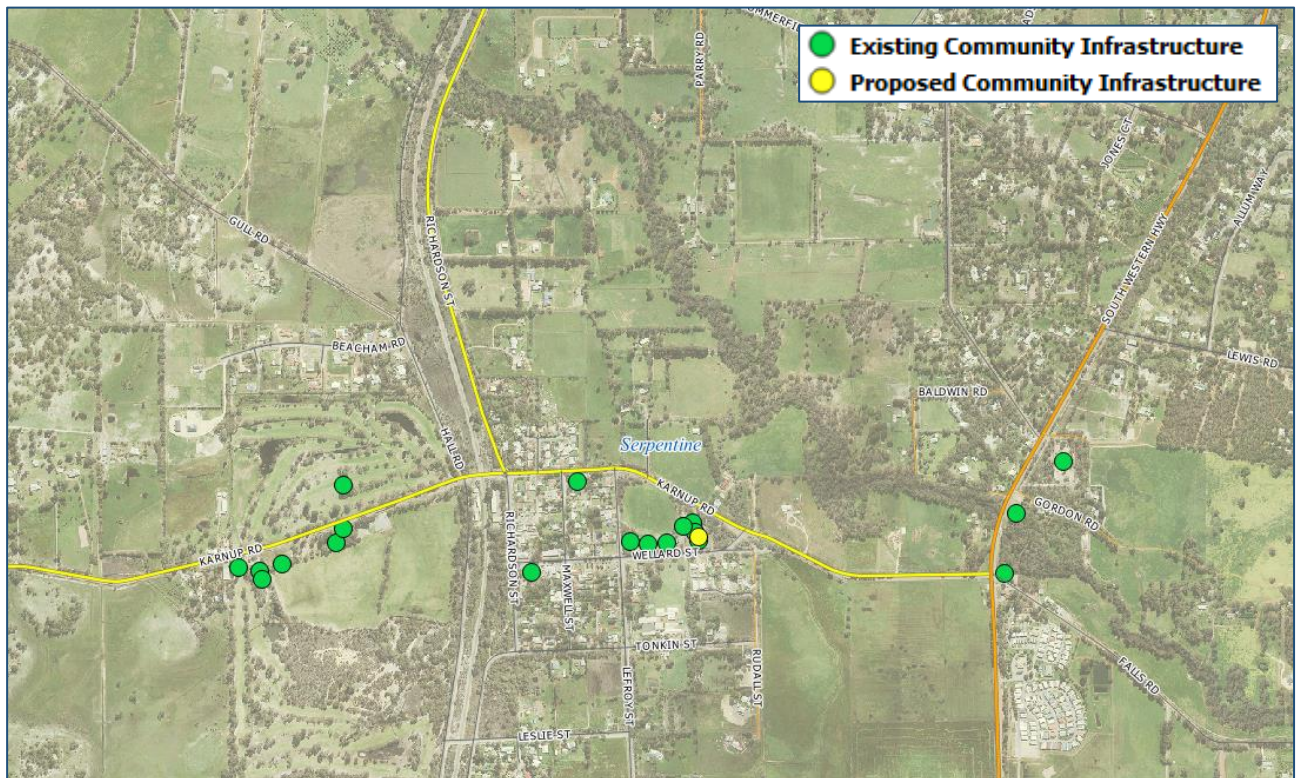 PARRY RD
Existing Community Infrastructure
Proposed Community Infrastructure
JONES CT
ALLUM WAY
GULL RD
RICHARDSON ST
SOUTH WESTERN HWY
BEACHAM RD
LEWIS RD
BALDWIN RD
HALL RD
Serpentine
KARNUP RD
GORDON RD
KARNUP RD
WELLARD ST
RICHARDSON ST
MAXWELL ST
TONKIN ST
LEFROY ST
RUDALL ST
FALLS RD
LESLIE ST